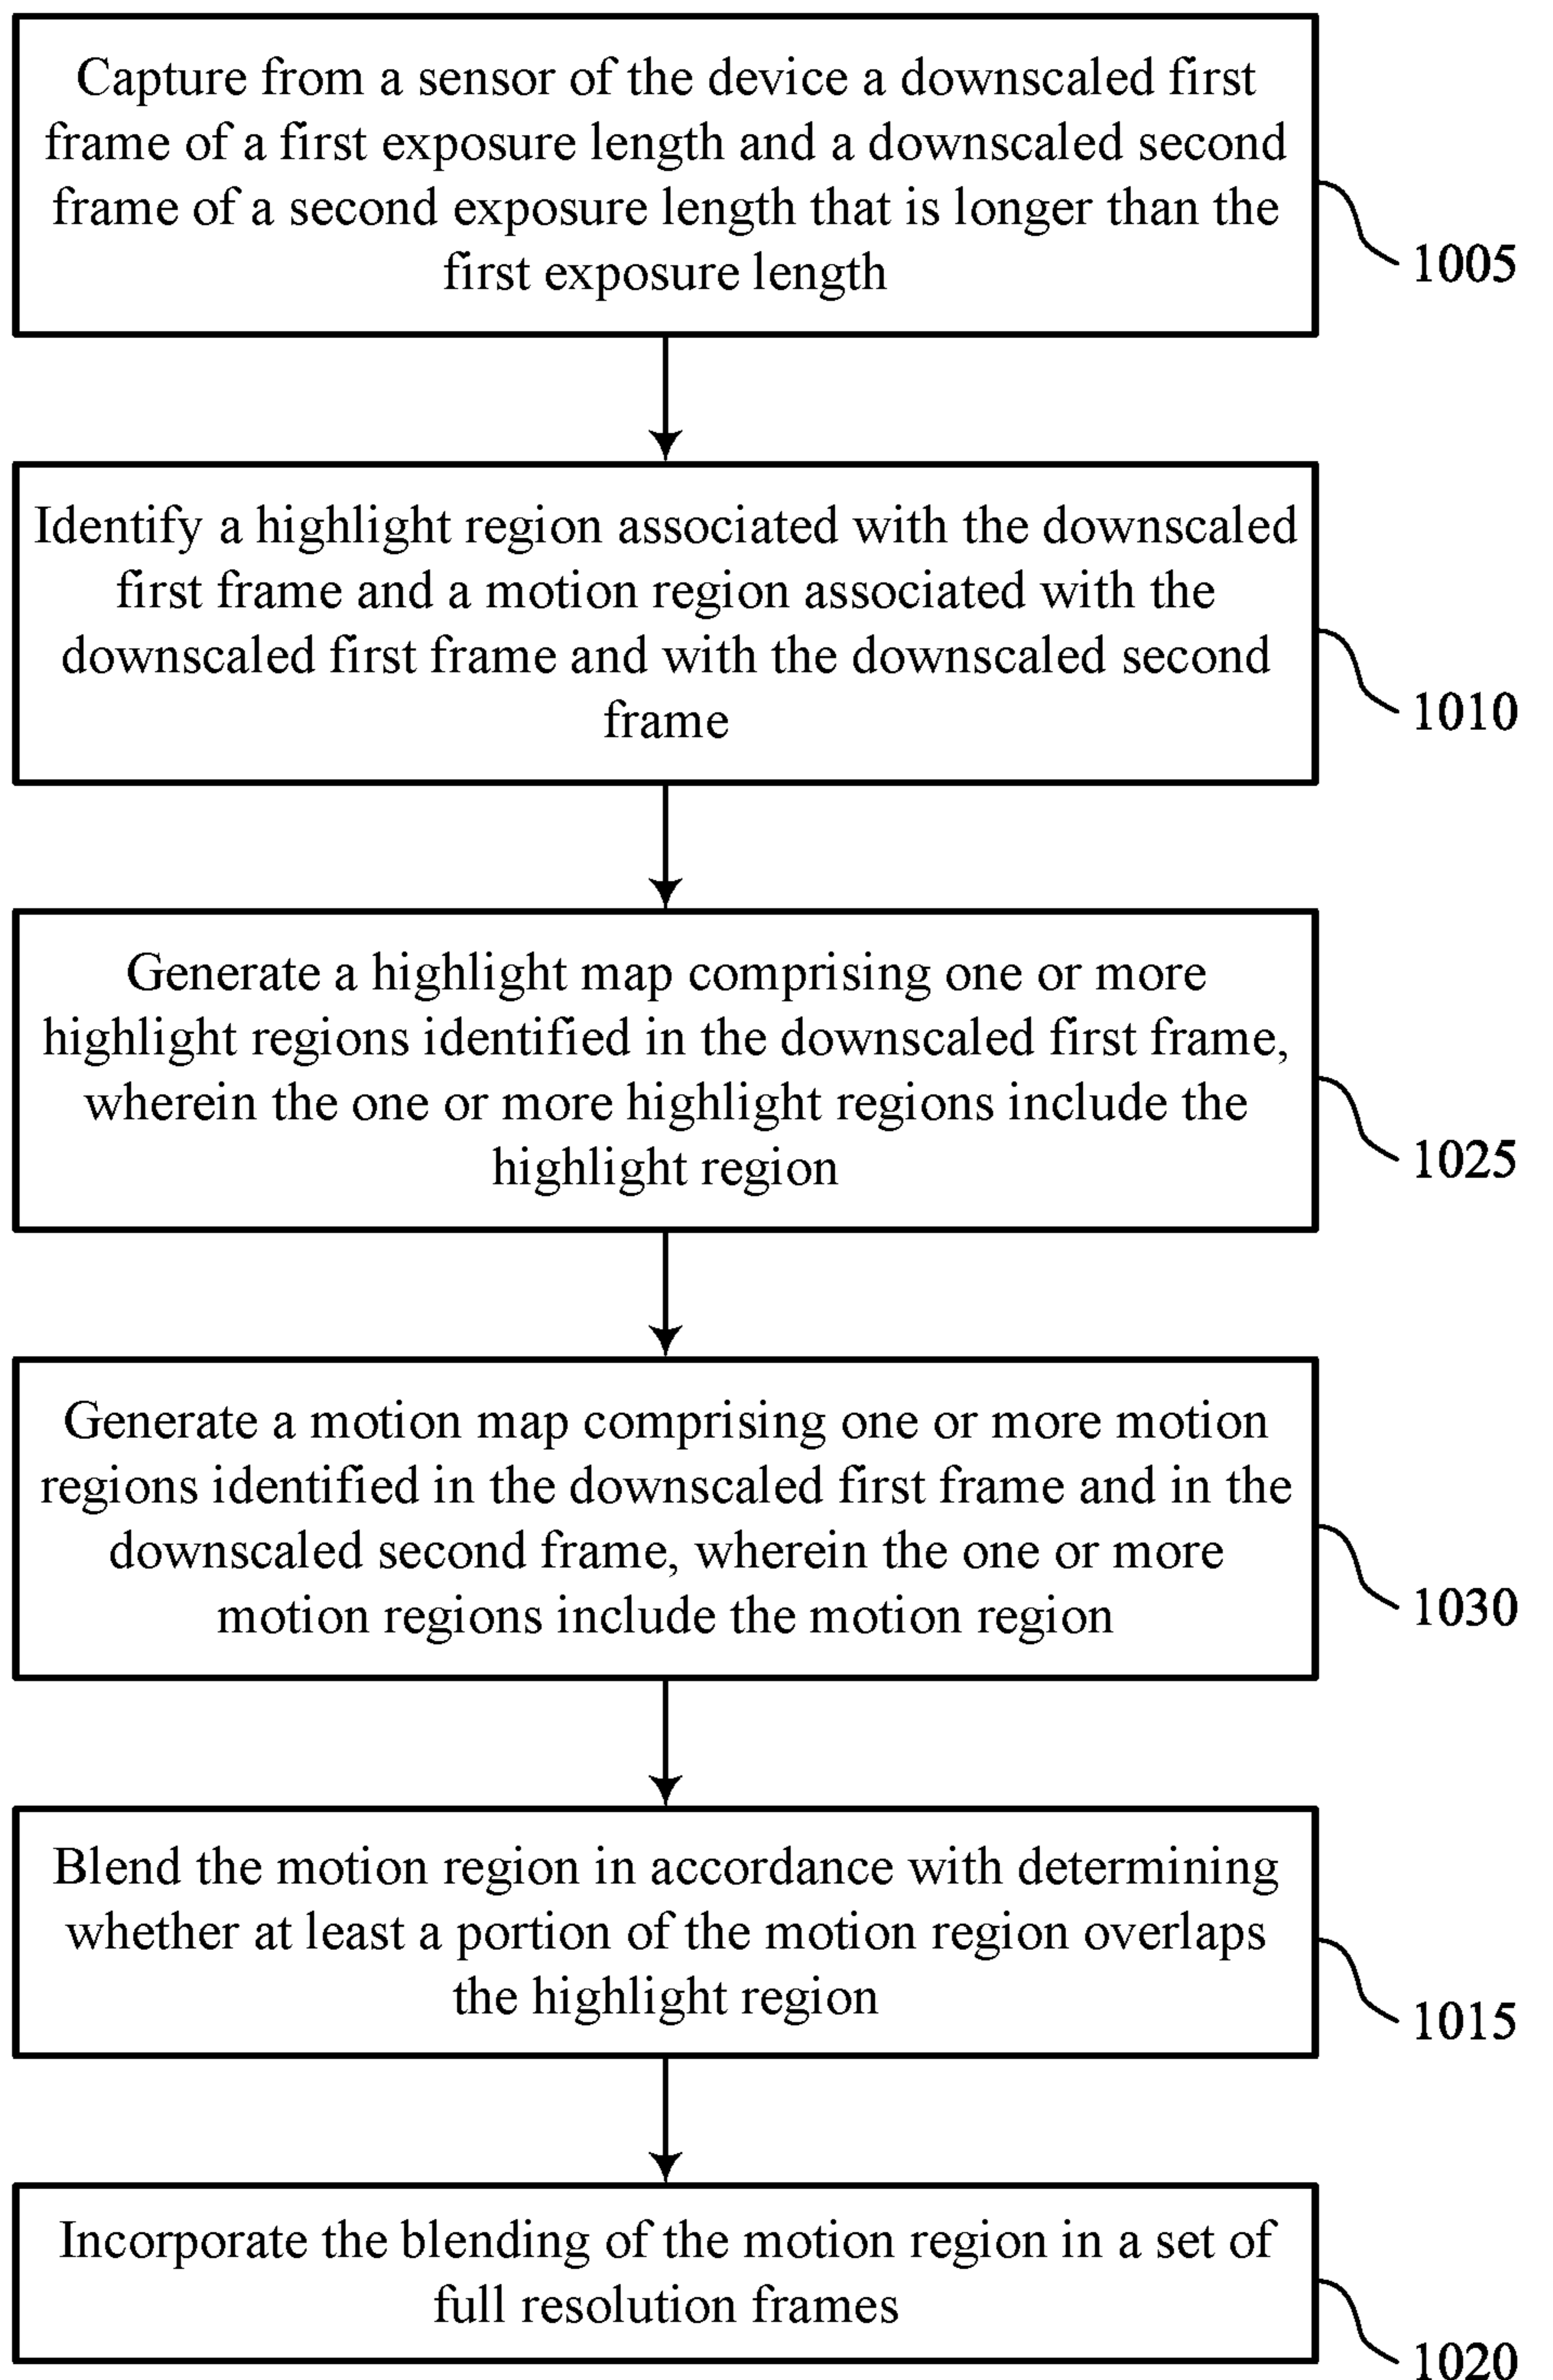 Capture from a sensor of the device a downscaled first
frame of a first exposure length and a downscaled second
frame of a second exposure length that is longer than the
first exposure length
1005
Identify a highlight region associated with the downscaled
first frame and a motion region associated with the
downscaled first frame and with the downscaled second
frame
1010
Generate a highlight map comprising one or more
highlight regions identified in the downscaled first frame,
wherein the one or more highlight regions include the
highlight region
1025
Generate a motion map comprising one or more motion
regions identified in the downscaled first frame and in the
downscaled second frame, wherein the one or more
motion regions include the motion region
1030
Blend the motion region in accordance with determining
whether at least a portion of the motion region overlaps
the highlight region
1015
Incorporate the blending of the motion region in a set of
full resolution frames
1020